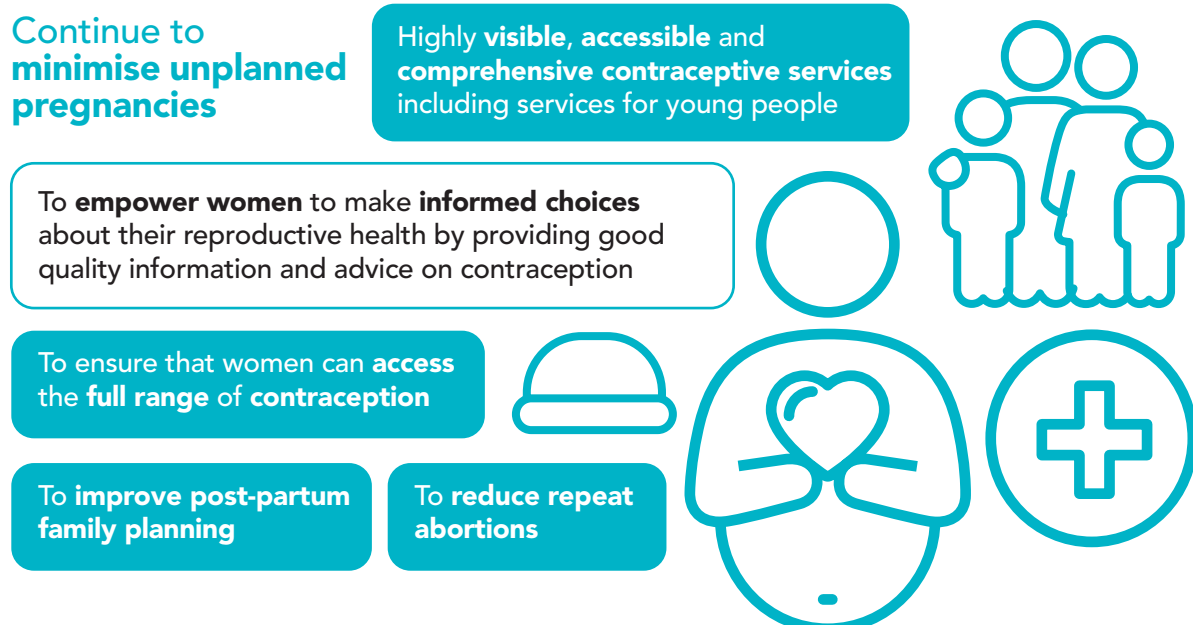 Continue to
minimise unplanned
pregnancies
Highly visible, accessible and
comprehensive contraceptive services
including services for young people
To empower women to make informed choices
about their reproductive health by providing good
quality information and advice on contraception
To ensure that women can access
the full range of contraception
To improve post-partum
family planning
To reduce repeat
abortions